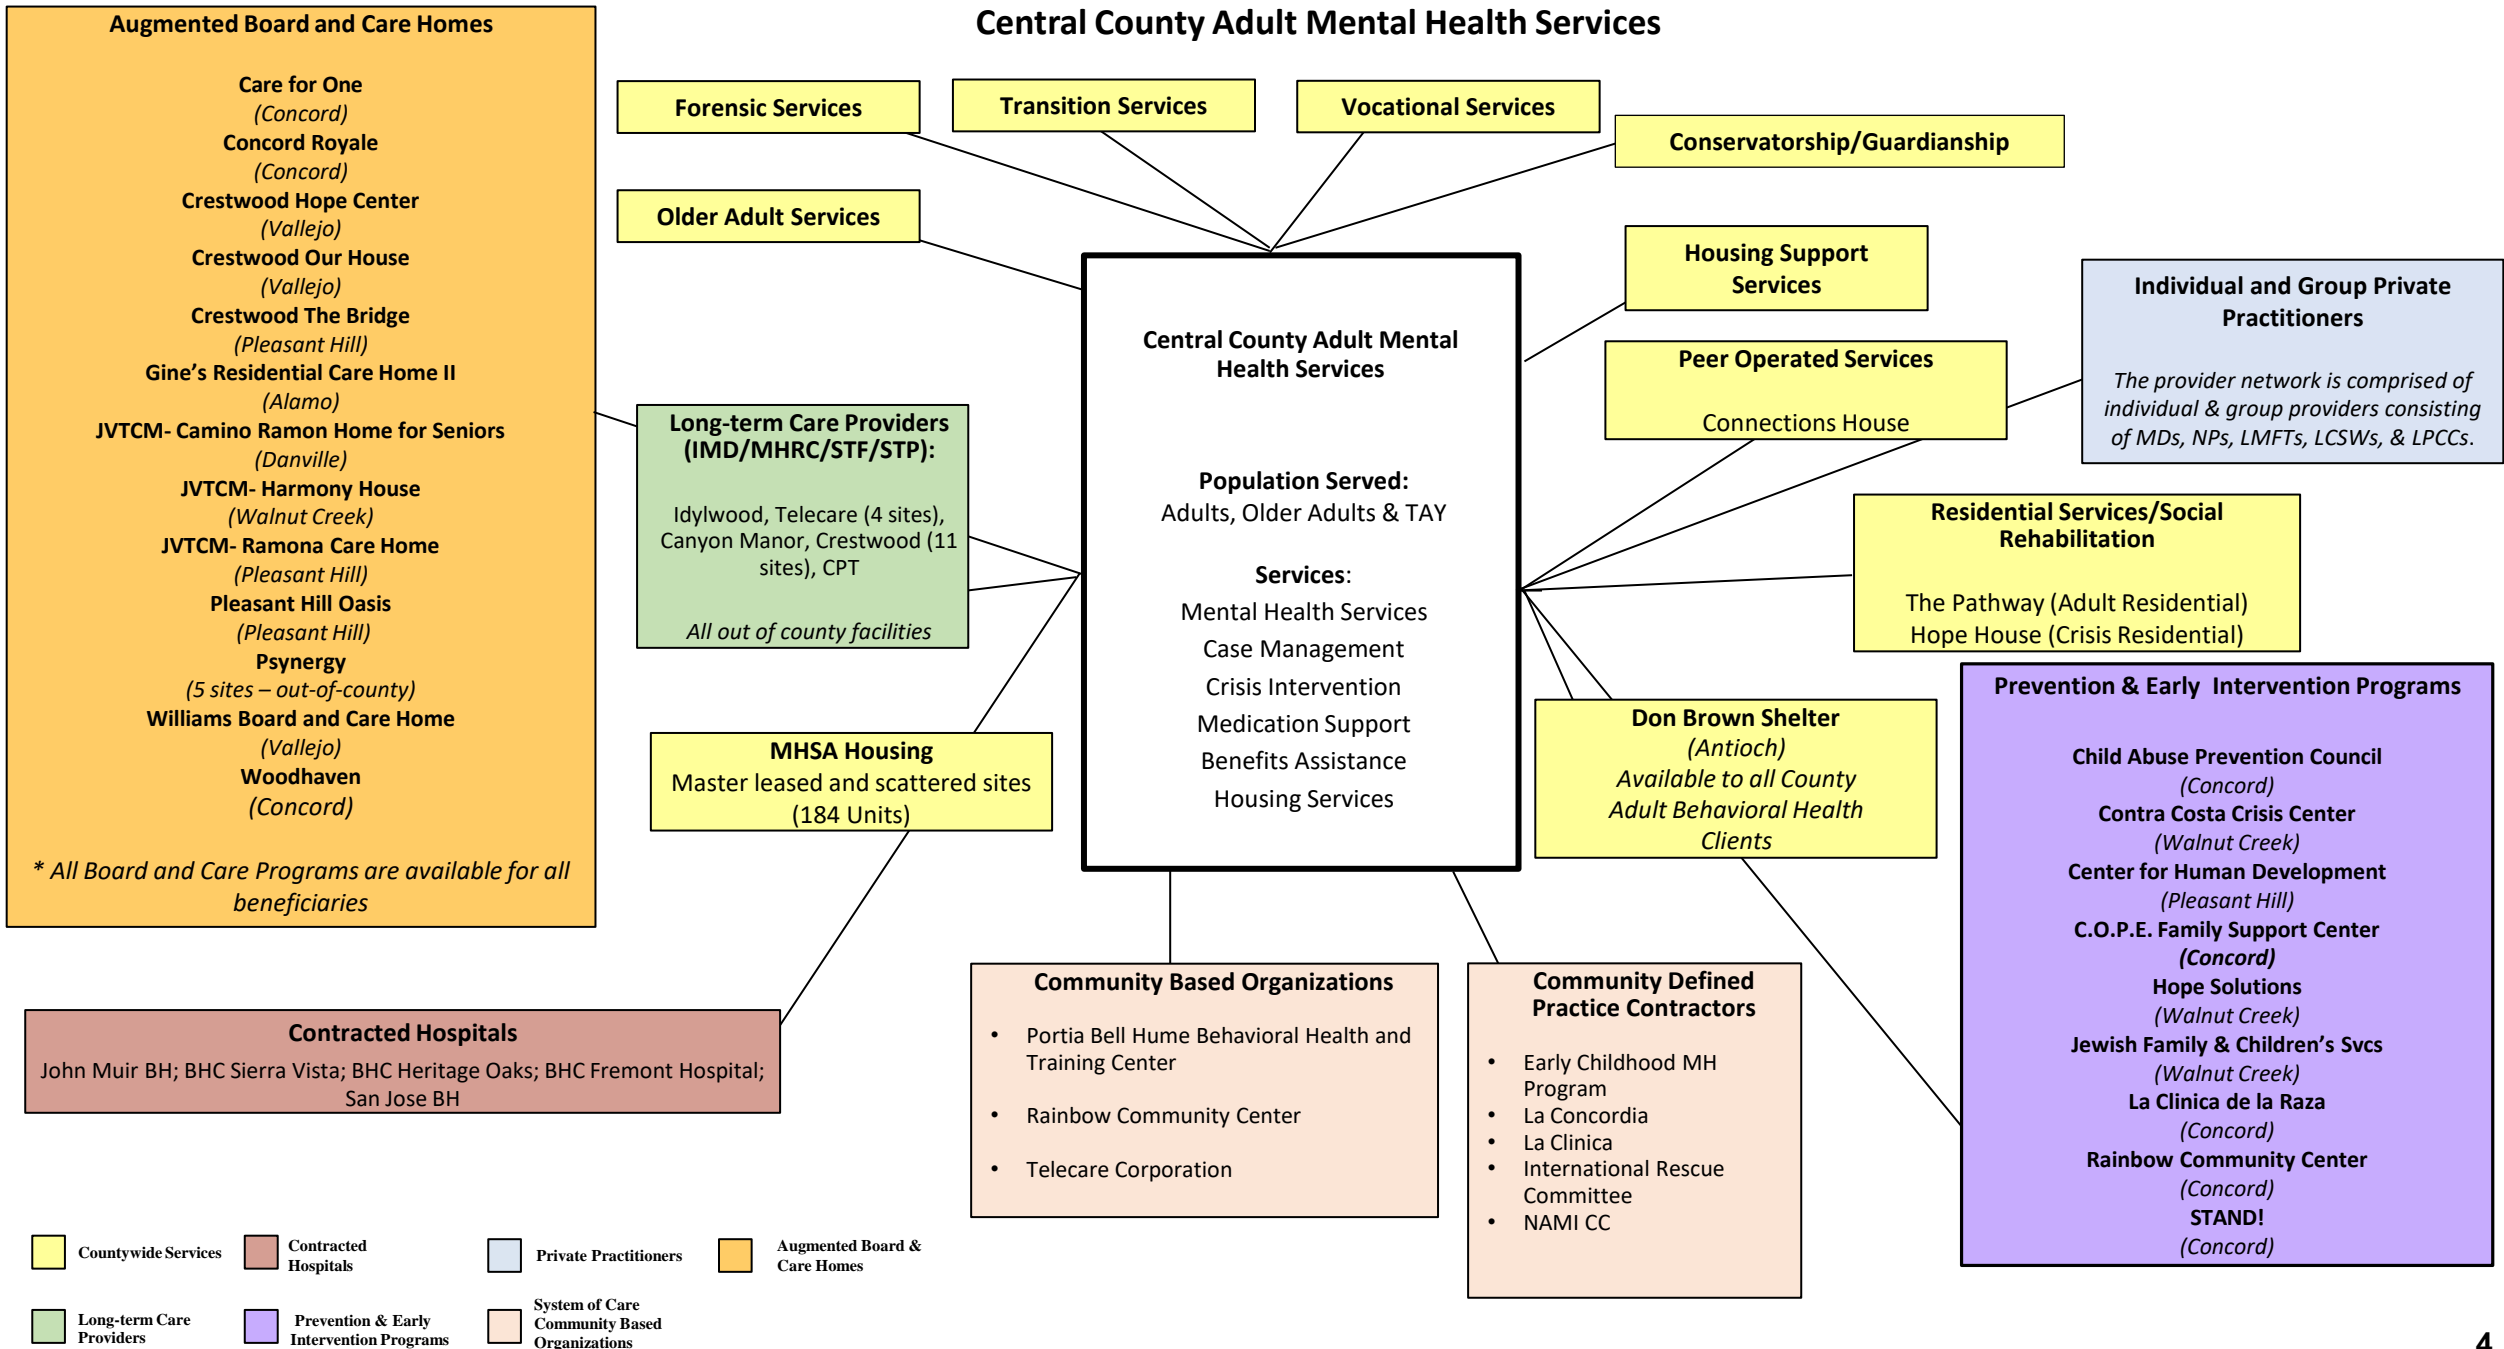 Central County Adult Mental Health Services
Augmented Board and Care Homes
Care for One
(Concord)
Concord Royale
(Concord)
Crestwood Hope Center
(Vallejo)
Crestwood Our House
(Vallejo)
Crestwood The Bridge
(Pleasant Hill)
Gine’s Residential Care Home II
(Alamo)
JVTCM- Camino Ramon Home for Seniors
(Danville)
JVTCM- Harmony House
(Walnut Creek)
JVTCM- Ramona Care Home
(Pleasant Hill)
Pleasant Hill Oasis
(Pleasant Hill)
Psynergy
(5 sites – out-of-county)
Williams Board and Care Home
(Vallejo)
Woodhaven
(Concord)
* All Board and Care Programs are available for all
beneficiaries
Forensic Services
Transition Services
Vocational Services
Conservatorship/Guardianship
Older Adult Services
Housing Support
Services
Peer Operated Services
Connections House
Individual and Group Private
Practitioners
The provider network is comprised of
individual & group providers consisting
of MDs, NPs, LMFTs, LCSWs, & LPCCs.
Long-term Care Providers
(IMD/MHRC/STF/STP):
Idylwood, Telecare (4 sites),
Canyon Manor, Crestwood (11
sites), CPT
All out of county facilities
Central County Adult Mental
Health Services
Population Served:
Adults, Older Adults & TAY
Services:
Mental Health Services
Case Management
Crisis Intervention
Medication Support
Benefits Assistance
Housing Services
Residential Services/Social
Rehabilitation
The Pathway (Adult Residential)
Hope House (Crisis Residential)
MHSA Housing
Master leased and scattered sites
(184 Units)
Don Brown Shelter
(Antioch)
Available to all County
Adult Behavioral Health
Clients
Prevention & Early  Intervention Programs
Child Abuse Prevention Council
(Concord)
Contra Costa Crisis Center
(Walnut Creek)
Center for Human Development
(Pleasant Hill)
C.O.P.E. Family Support Center
(Concord)
Hope Solutions
(Walnut Creek)
Jewish Family & Children’s Svcs
(Walnut Creek)
La Clinica de la Raza
(Concord)
Rainbow Community Center
(Concord)
STAND!
(Concord)
Contracted Hospitals
John Muir BH; BHC Sierra Vista; BHC Heritage Oaks; BHC Fremont Hospital;
San Jose BH
Community Based Organizations
• Portia Bell Hume Behavioral Health and
Training Center
• Rainbow Community Center
• Telecare Corporation
Community Defined
Practice Contractors
• Early Childhood MH
Program
• La Concordia
• La Clinica
• International Rescue
Committee
• NAMI CC
Countywide Services
Contracted
Hospitals
Private Practitioners
Augmented Board &
Care Homes
Long-term Care
Providers
Prevention & Early
Intervention Programs
System of Care
Community Based
Organizations
4